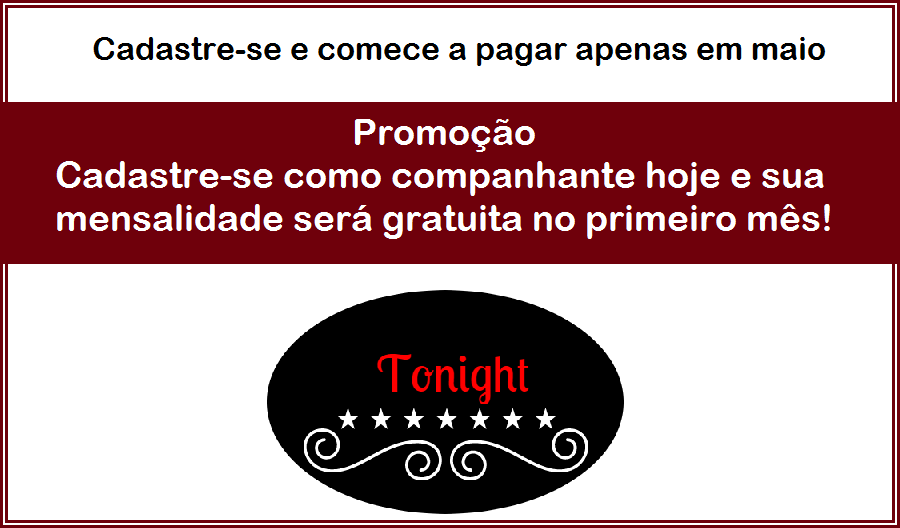 Cadastre-se e comece a pagar apenas em maio
Promoção
Cadastre-se como companhante hoje e sua
mensalidade será gratuita no primeiro mês!
Tonight